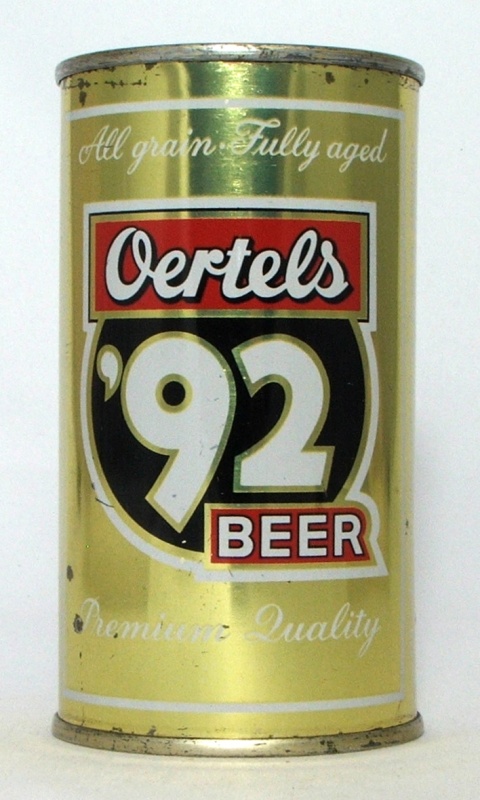 All grain · Fully aged
Oertels
'92
BEER
Premium Quality